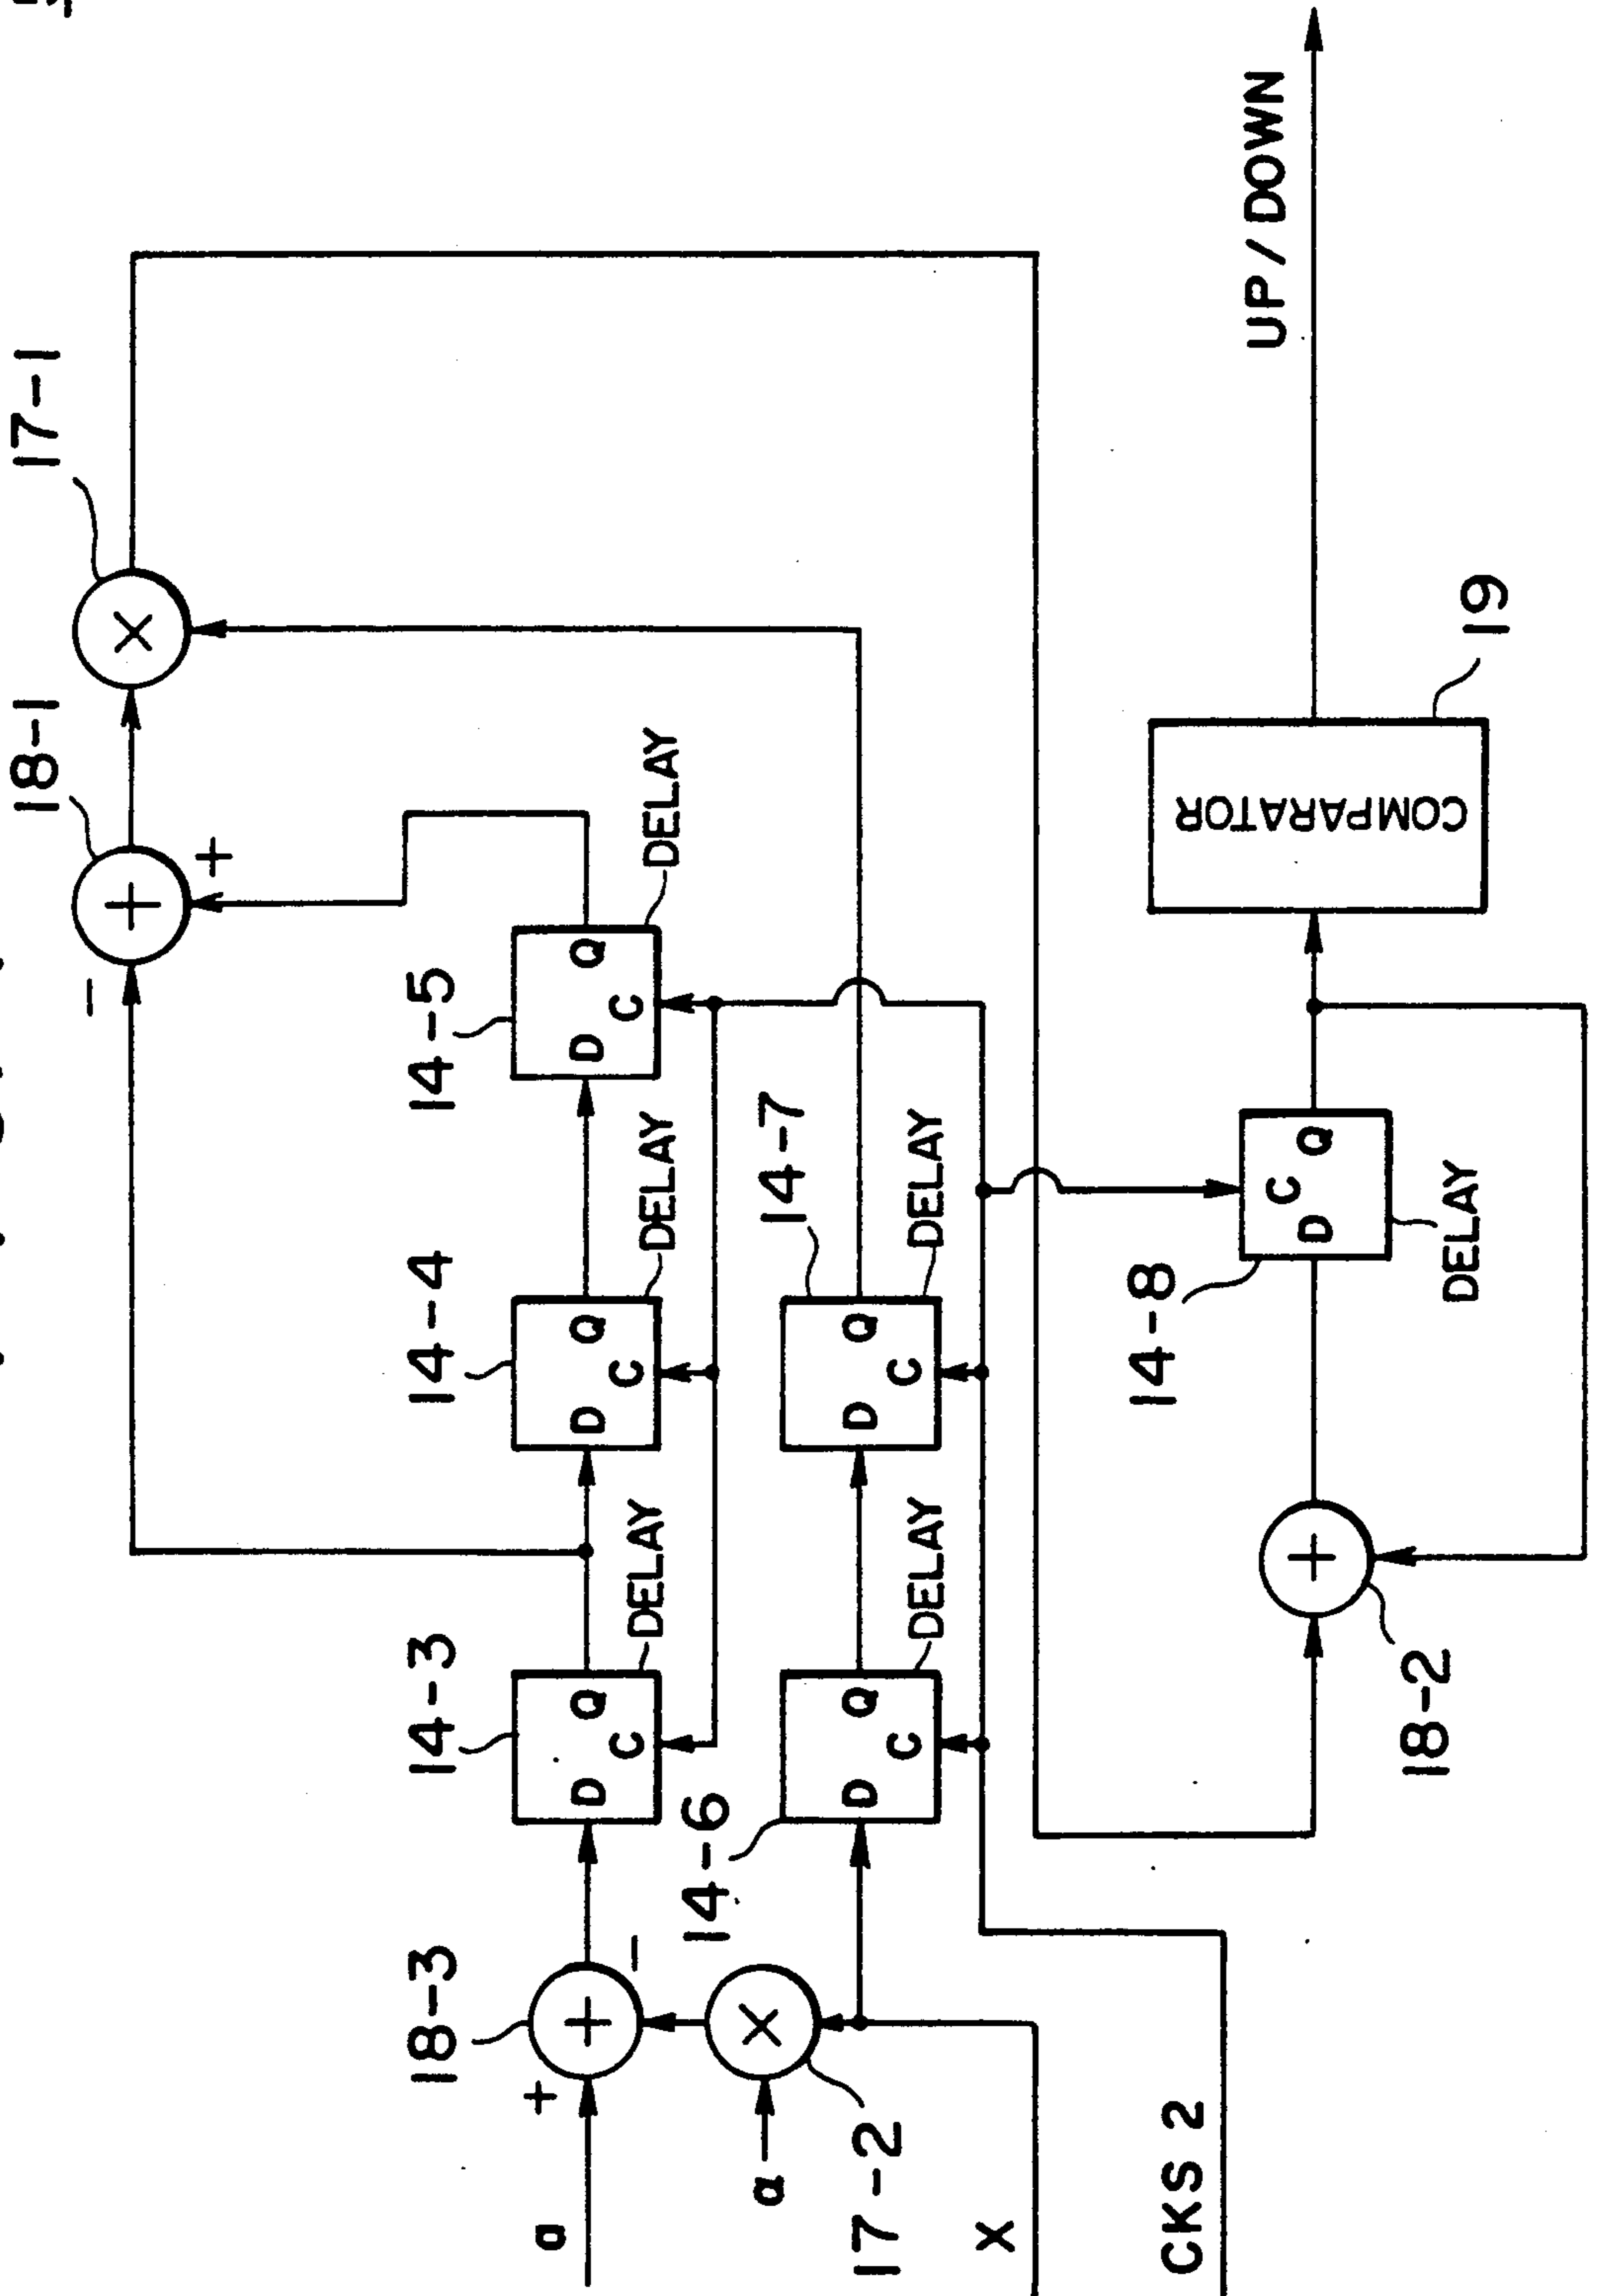 17-1
18-1
+
−
×
+
14-5
D C Q
DELAY
14-4
D C Q
DELAY
14-3
D C Q
DELAY
18-3
+
+
−
a
a
×
17-2
14-6
D C Q
DELAY
14-7
D C Q
DELAY
X
CKS 2
18-2
+
14-8
D C Q
DELAY
COMPARATOR
19
UP/DOWN